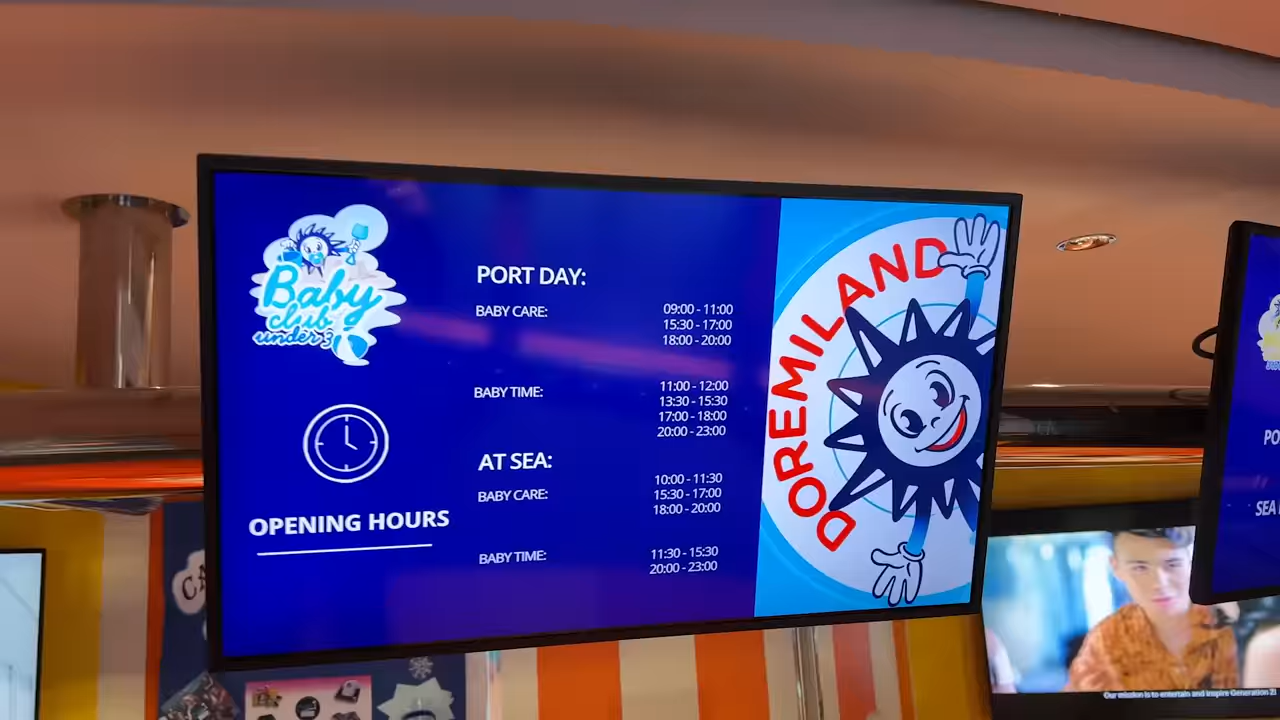 Baby
club
under 3
OPENING HOURS
PORT DAY:
BABY CARE:
09:00 - 11:00
15:30 - 17:00
18:00 - 20:00
BABY TIME:
11:00 - 12:00
13:30 - 15:30
17:00 - 18:00
20:00 - 23:00
AT SEA:
BABY CARE:
10:00 - 11:30
15:30 - 17:00
18:00 - 20:00
BABY TIME:
11:30 - 15:30
20:00 - 23:00
DOREMILAND
PO
SEA
Our mission is to entertain and inspire Generation Z!